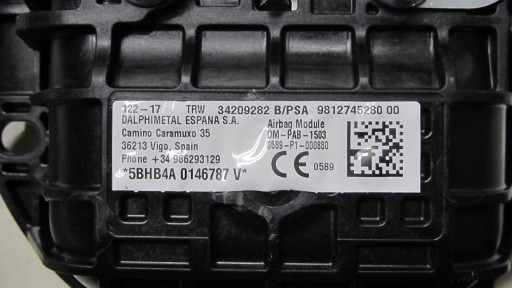 122-17 TRW 34209282 B/PSA 9812745280 00
DALPHIMETAL ESPANA S.A. Airbag Module
Camino Caramuxo 35 DM-PAB-1503
36213 Vigo, Spain 0589-P1-000880
Phone +34 986293129 CE 0589
*5BHB4A 0146787 V*